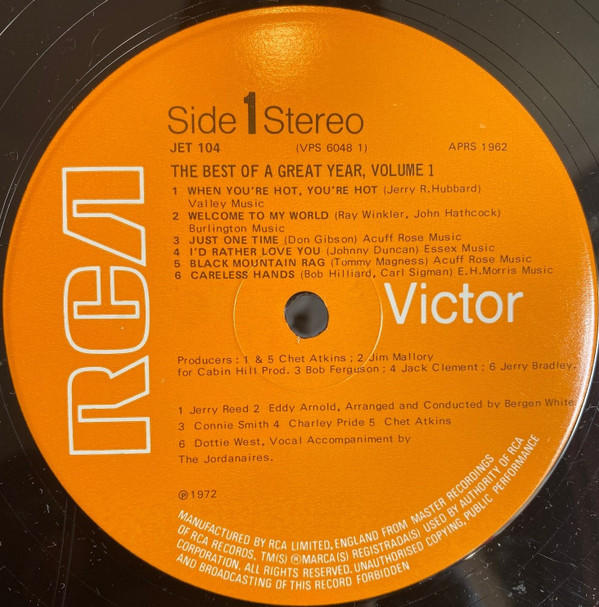 Side 1 Stereo
JET 104 (VPS 6048 1) APRS 1962
THE BEST OF A GREAT YEAR, VOLUME 1
1 WHEN YOU'RE HOT, YOU'RE HOT (Jerry R.Hubbard)
Valley Music
2 WELCOME TO MY WORLD (Ray Winkler, John Hathcock)
Burlington Music
3 JUST ONE TIME (Don Gibson) Acuff Rose Music
4 I'D RATHER LOVE YOU (Johnny Duncan) Essex Music
5 BLACK MOUNTAIN RAG (Tommy Magness) Acuff Rose Music
6 CARELESS HANDS (Bob Hilliard, Carl Sigman) E.H.Morris Music
RCA
Victor
Producers : 1 & 5 Chet Atkins ; 2 Jim Mallory
for Cabin Hill Prod. 3 Bob Ferguson ; 4 Jack Clement ; 6 Jerry Bradley.
1 Jerry Reed 2 Eddy Arnold, Arranged and Conducted by Bergen White
3 Connie Smith 4 Charley Pride 5 Chet Atkins
6 Dottie West, Vocal Accompaniment by
The Jordanaires.
℗1972
MANUFACTURED BY RCA LIMITED, ENGLAND FROM MASTER RECORDINGS
OF RCA RECORDS. TM(S) ® MARCA(S) REGISTRADA(S) USED BY AUTHORITY OF RCA
CORPORATION. ALL RIGHTS RESERVED. UNAUTHORISED COPYING, PUBLIC PERFORMANCE
AND BROADCASTING OF THIS RECORD FORBIDDEN